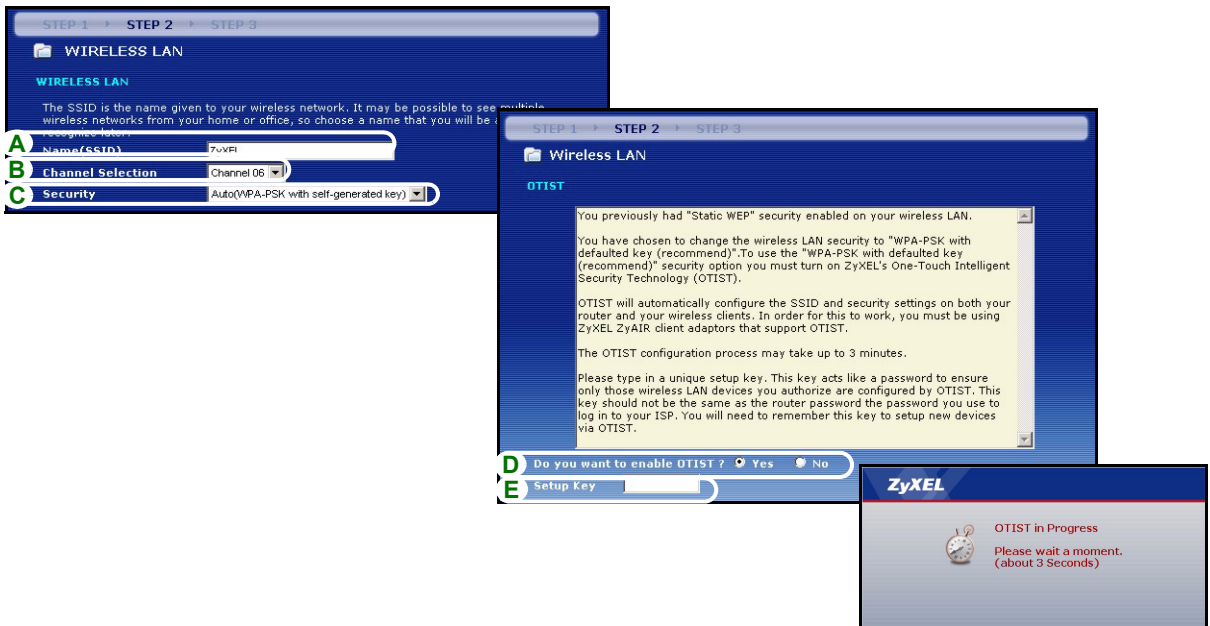 STEP 1 STEP 2 STEP 3
WIRELESS LAN
WIRELESS LAN
The SSID is the name given to your wireless network. It may be possible to see multiple
wireless networks from your home or office, so choose a name that you will be
recognize later.
A Name(SSID) ZyXEL
B Channel Selection Channel 06
C Security Auto(WPA-PSK with self-generated key)
STEP 1 STEP 2 STEP 3
Wireless LAN
OTIST
You previously had "Static WEP" security enabled on your wireless LAN.
You have chosen to change the wireless LAN security to "WPA-PSK with
defaulted key (recommend)".To use the "WPA-PSK with defaulted key
(recommend)" security option you must turn on ZyXEL's One-Touch Intelligent
Security Technology (OTIST).
OTIST will automatically configure the SSID and security settings on both your
router and your wireless clients. In order for this to work, you must be using
ZyXEL ZyAIR client adaptors that support OTIST.
The OTIST configuration process may take up to 3 minutes.
Please type in a unique setup key. This key acts like a password to ensure
only those wireless LAN devices you authorize are configured by OTIST. This
key should not be the same as the router password the password you use to
log in to your ISP. You will need to remember this key to setup new devices
via OTIST.
D Do you want to enable OTIST ? Yes No
E Setup Key
ZyXEL
OTIST in Progress
Please wait a moment.
(about 3 Seconds)